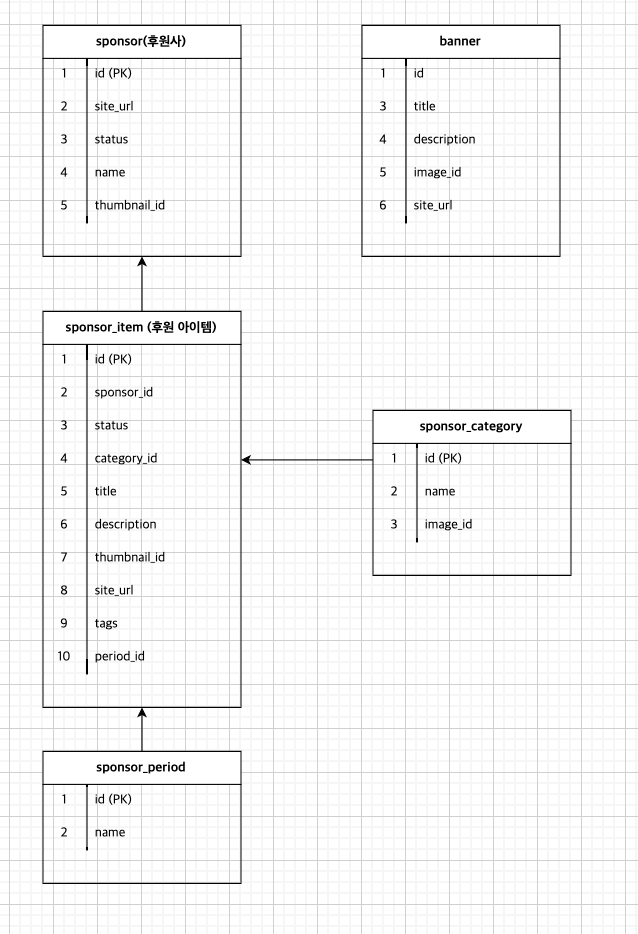 sponsor(후원사)
1 id (PK)
2 site_url
3 status
4 name
5 thumbnail_id
banner
1 id
3 title
4 description
5 image_id
6 site_url
sponsor_item (후원 아이템)
1 id (PK)
2 sponsor_id
3 status
4 category_id
5 title
6 description
7 thumbnail_id
8 site_url
9 tags
10 period_id
sponsor_category
1 id (PK)
2 name
3 image_id
sponsor_period
1 id (PK)
2 name